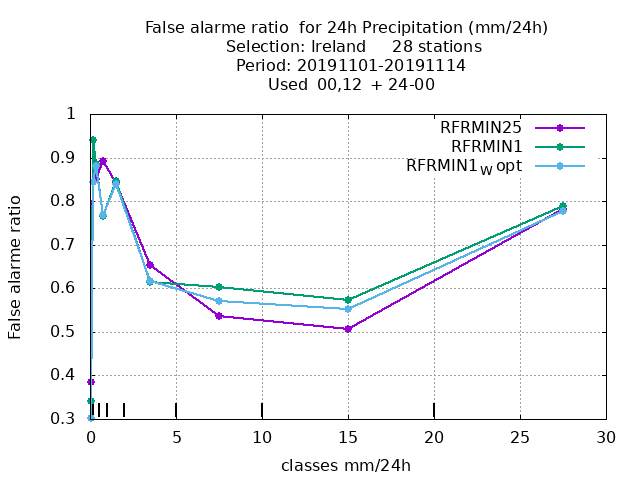 False alarme ratio  for 24h Precipitation (mm/24h)
Selection: Ireland     28 stations
Period: 20191101-20191114
Used  00,12  + 24-00
RFRMIN25
RFRMIN1
RFRMIN1W opt
False alarme ratio
1
0.9
0.8
0.7
0.6
0.5
0.4
0.3
0 5 10 15 20 25 30
classes mm/24h